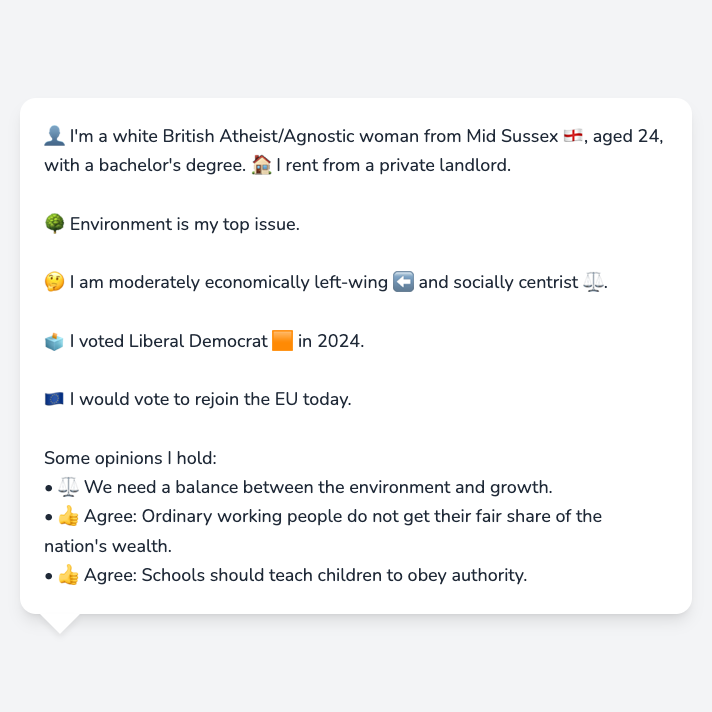 👤 I'm a white British Atheist/Agnostic woman from Mid Sussex 🏴󠁧󠁢󠁥󠁮󠁧󠁿, aged 24,
with a bachelor's degree. 🏠 I rent from a private landlord.
🌳 Environment is my top issue.
🤔 I am moderately economically left-wing ⬅️ and socially centrist ⚖️.
🗳️ I voted Liberal Democrat 🟧 in 2024.
🇪🇺 I would vote to rejoin the EU today.
Some opinions I hold:
• ⚖️ We need a balance between the environment and growth.
• 👍 Agree: Ordinary working people do not get their fair share of the
nation's wealth.
• 👍 Agree: Schools should teach children to obey authority.